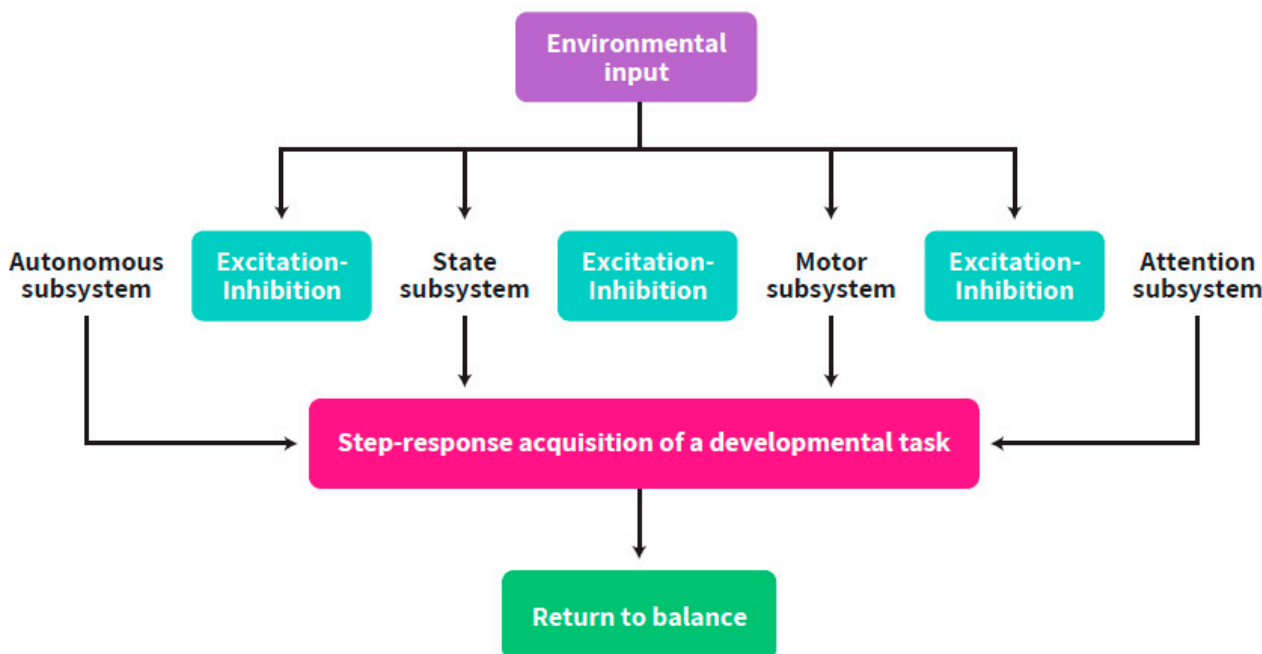 Environmental
input
Autonomous
subsystem
Excitation-
Inhibition
State
subsystem
Excitation-
Inhibition
Motor
subsystem
Excitation-
Inhibition
Attention
subsystem
Step-response acquisition of a developmental task
Return to balance